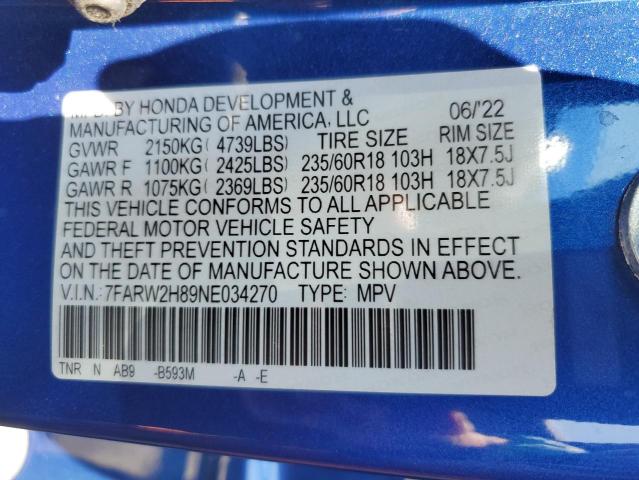 MFD. BY HONDA DEVELOPMENT & 
MANUFACTURING OF AMERICA, LLC 06/'22
GVWR 2150KG( 4739LBS) TIRE SIZE RIM SIZE
GAWR F 1100KG( 2425LBS) 235/60R18 103H 18X7.5J
GAWR R 1075KG( 2369LBS) 235/60R18 103H 18X7.5J
THIS VEHICLE CONFORMS TO ALL APPLICABLE
FEDERAL MOTOR VEHICLE SAFETY
AND THEFT PREVENTION STANDARDS IN EFFECT
ON THE DATE OF MANUFACTURE SHOWN ABOVE.
V.I.N.:7FARW2H89NE034270 TYPE: MPV
TNR N AB9 -B593M -A -E